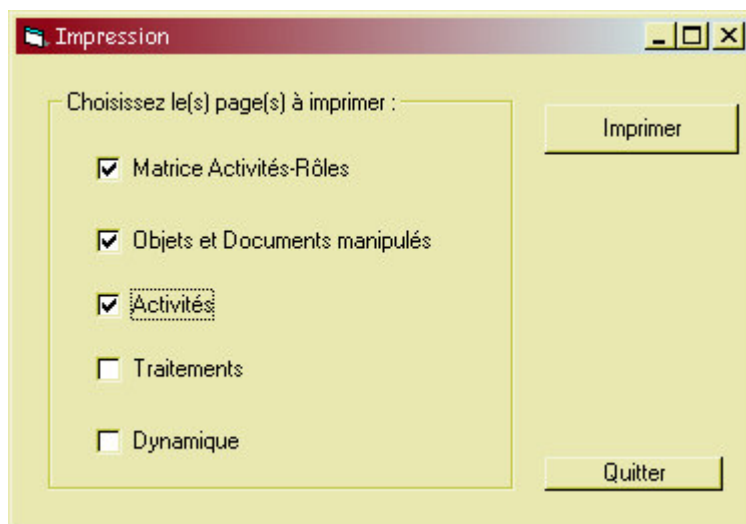 Impression
Choisissez le(s) page(s) à imprimer :
Imprimer
Matrice Activités-Rôles
Objets et Documents manipulés
Activités
Traitements
Dynamique
Quitter